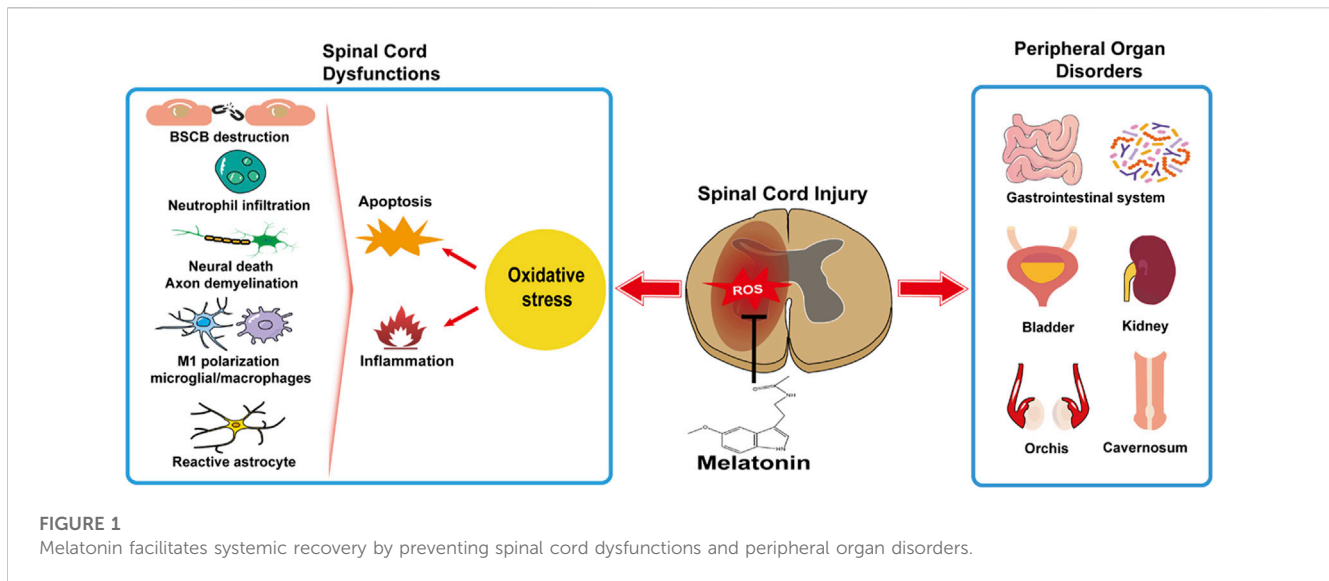 Spinal Cord
Dysfunctions
BSCB destruction
Neutrophil infiltration
Neural death
Axon demyelination
M1 polarization
microglial/macrophages
Reactive astrocyte
Apoptosis
Inflammation
Oxidative
stress
Spinal Cord Injury
ROS
O
NH
O
HN
Melatonin
Peripheral Organ
Disorders
Gastrointestinal system
Bladder
Kidney
Orchis
Cavernosum
FIGURE 1
Melatonin facilitates systemic recovery by preventing spinal cord dysfunctions and peripheral organ disorders.